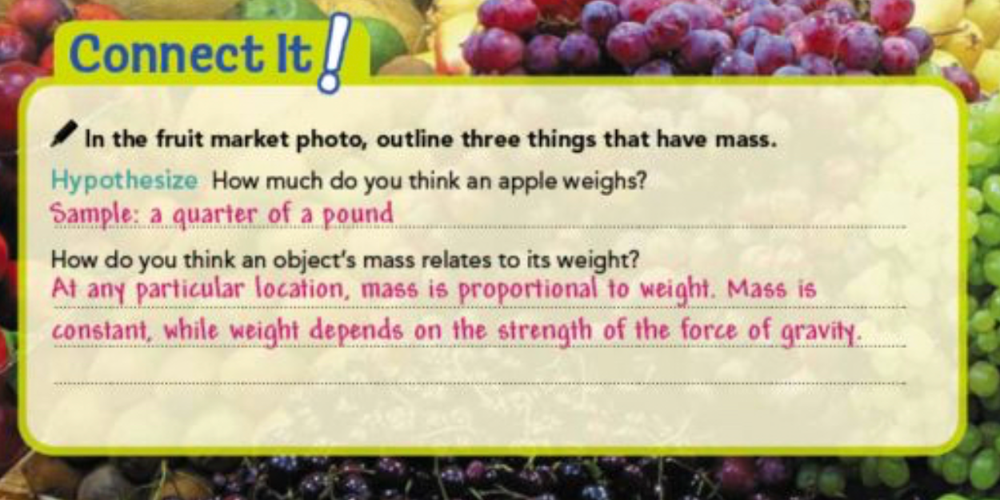 Connect It!
In the fruit market photo, outline three things that have mass.
Hypothesize How much do you think an apple weighs?
Sample: a quarter of a pound
How do you think an object's mass relates to its weight?
At any particular location, mass is proportional to weight. Mass is
constant, while weight depends on the strength of the force of gravity.